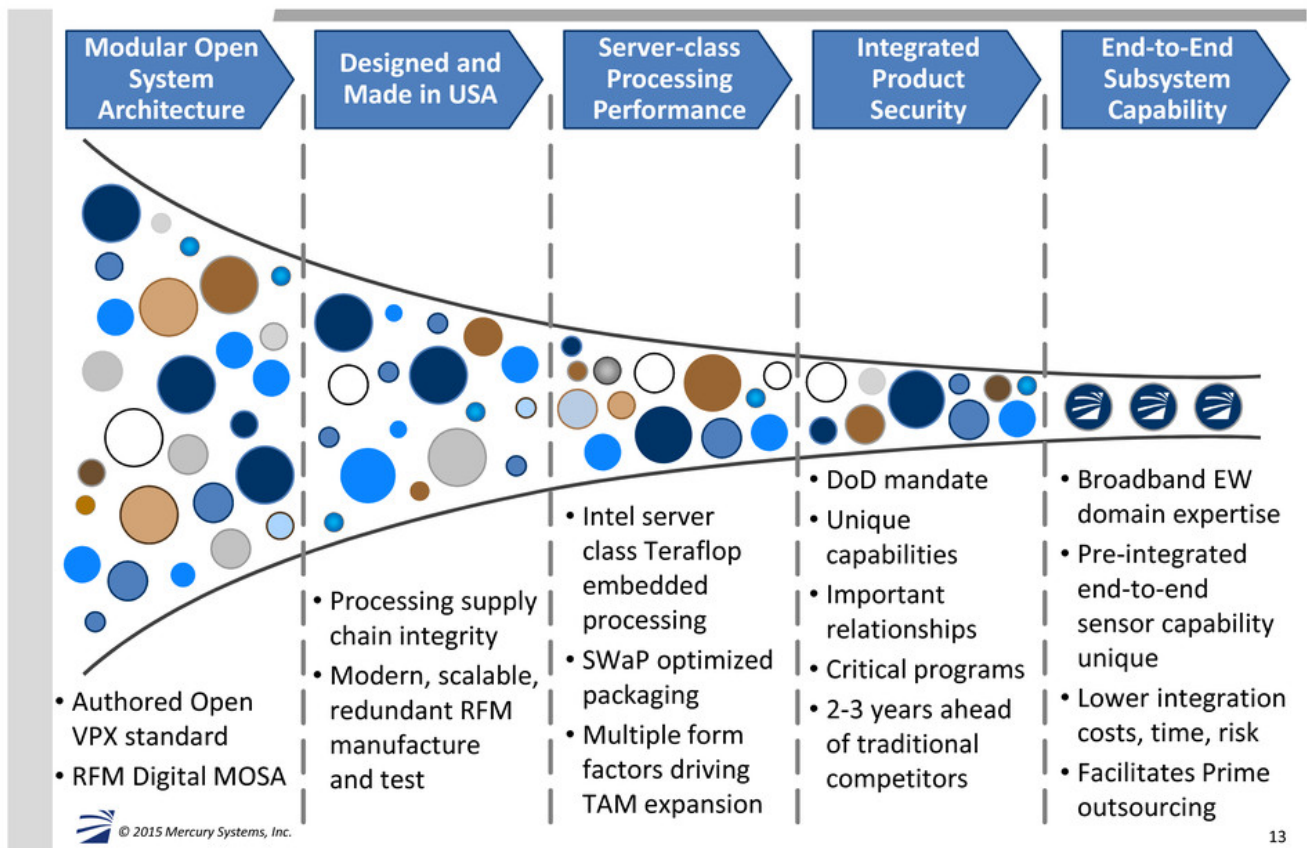 Modular Open
System
Architecture
Designed and
Made in USA
Server-class
Processing
Performance
Integrated
Product
Security
End-to-End
Subsystem
Capability
• Authored Open
VPX standard
• RFM Digital MOSA
• Processing supply
chain integrity
• Modern, scalable,
redundant RFM
manufacture
and test
• Intel server
class Teraflop
embedded
processing
• SWaP optimized
packaging
• Multiple form
factors driving
TAM expansion
• DoD mandate
• Unique
capabilities
• Important
relationships
• Critical programs
• 2-3 years ahead
of traditional
competitors
• Broadband EW
domain expertise
• Pre-integrated
end-to-end
sensor capability
unique
• Lower integration
costs, time, risk
• Facilitates Prime
outsourcing
© 2015 Mercury Systems, Inc.
13